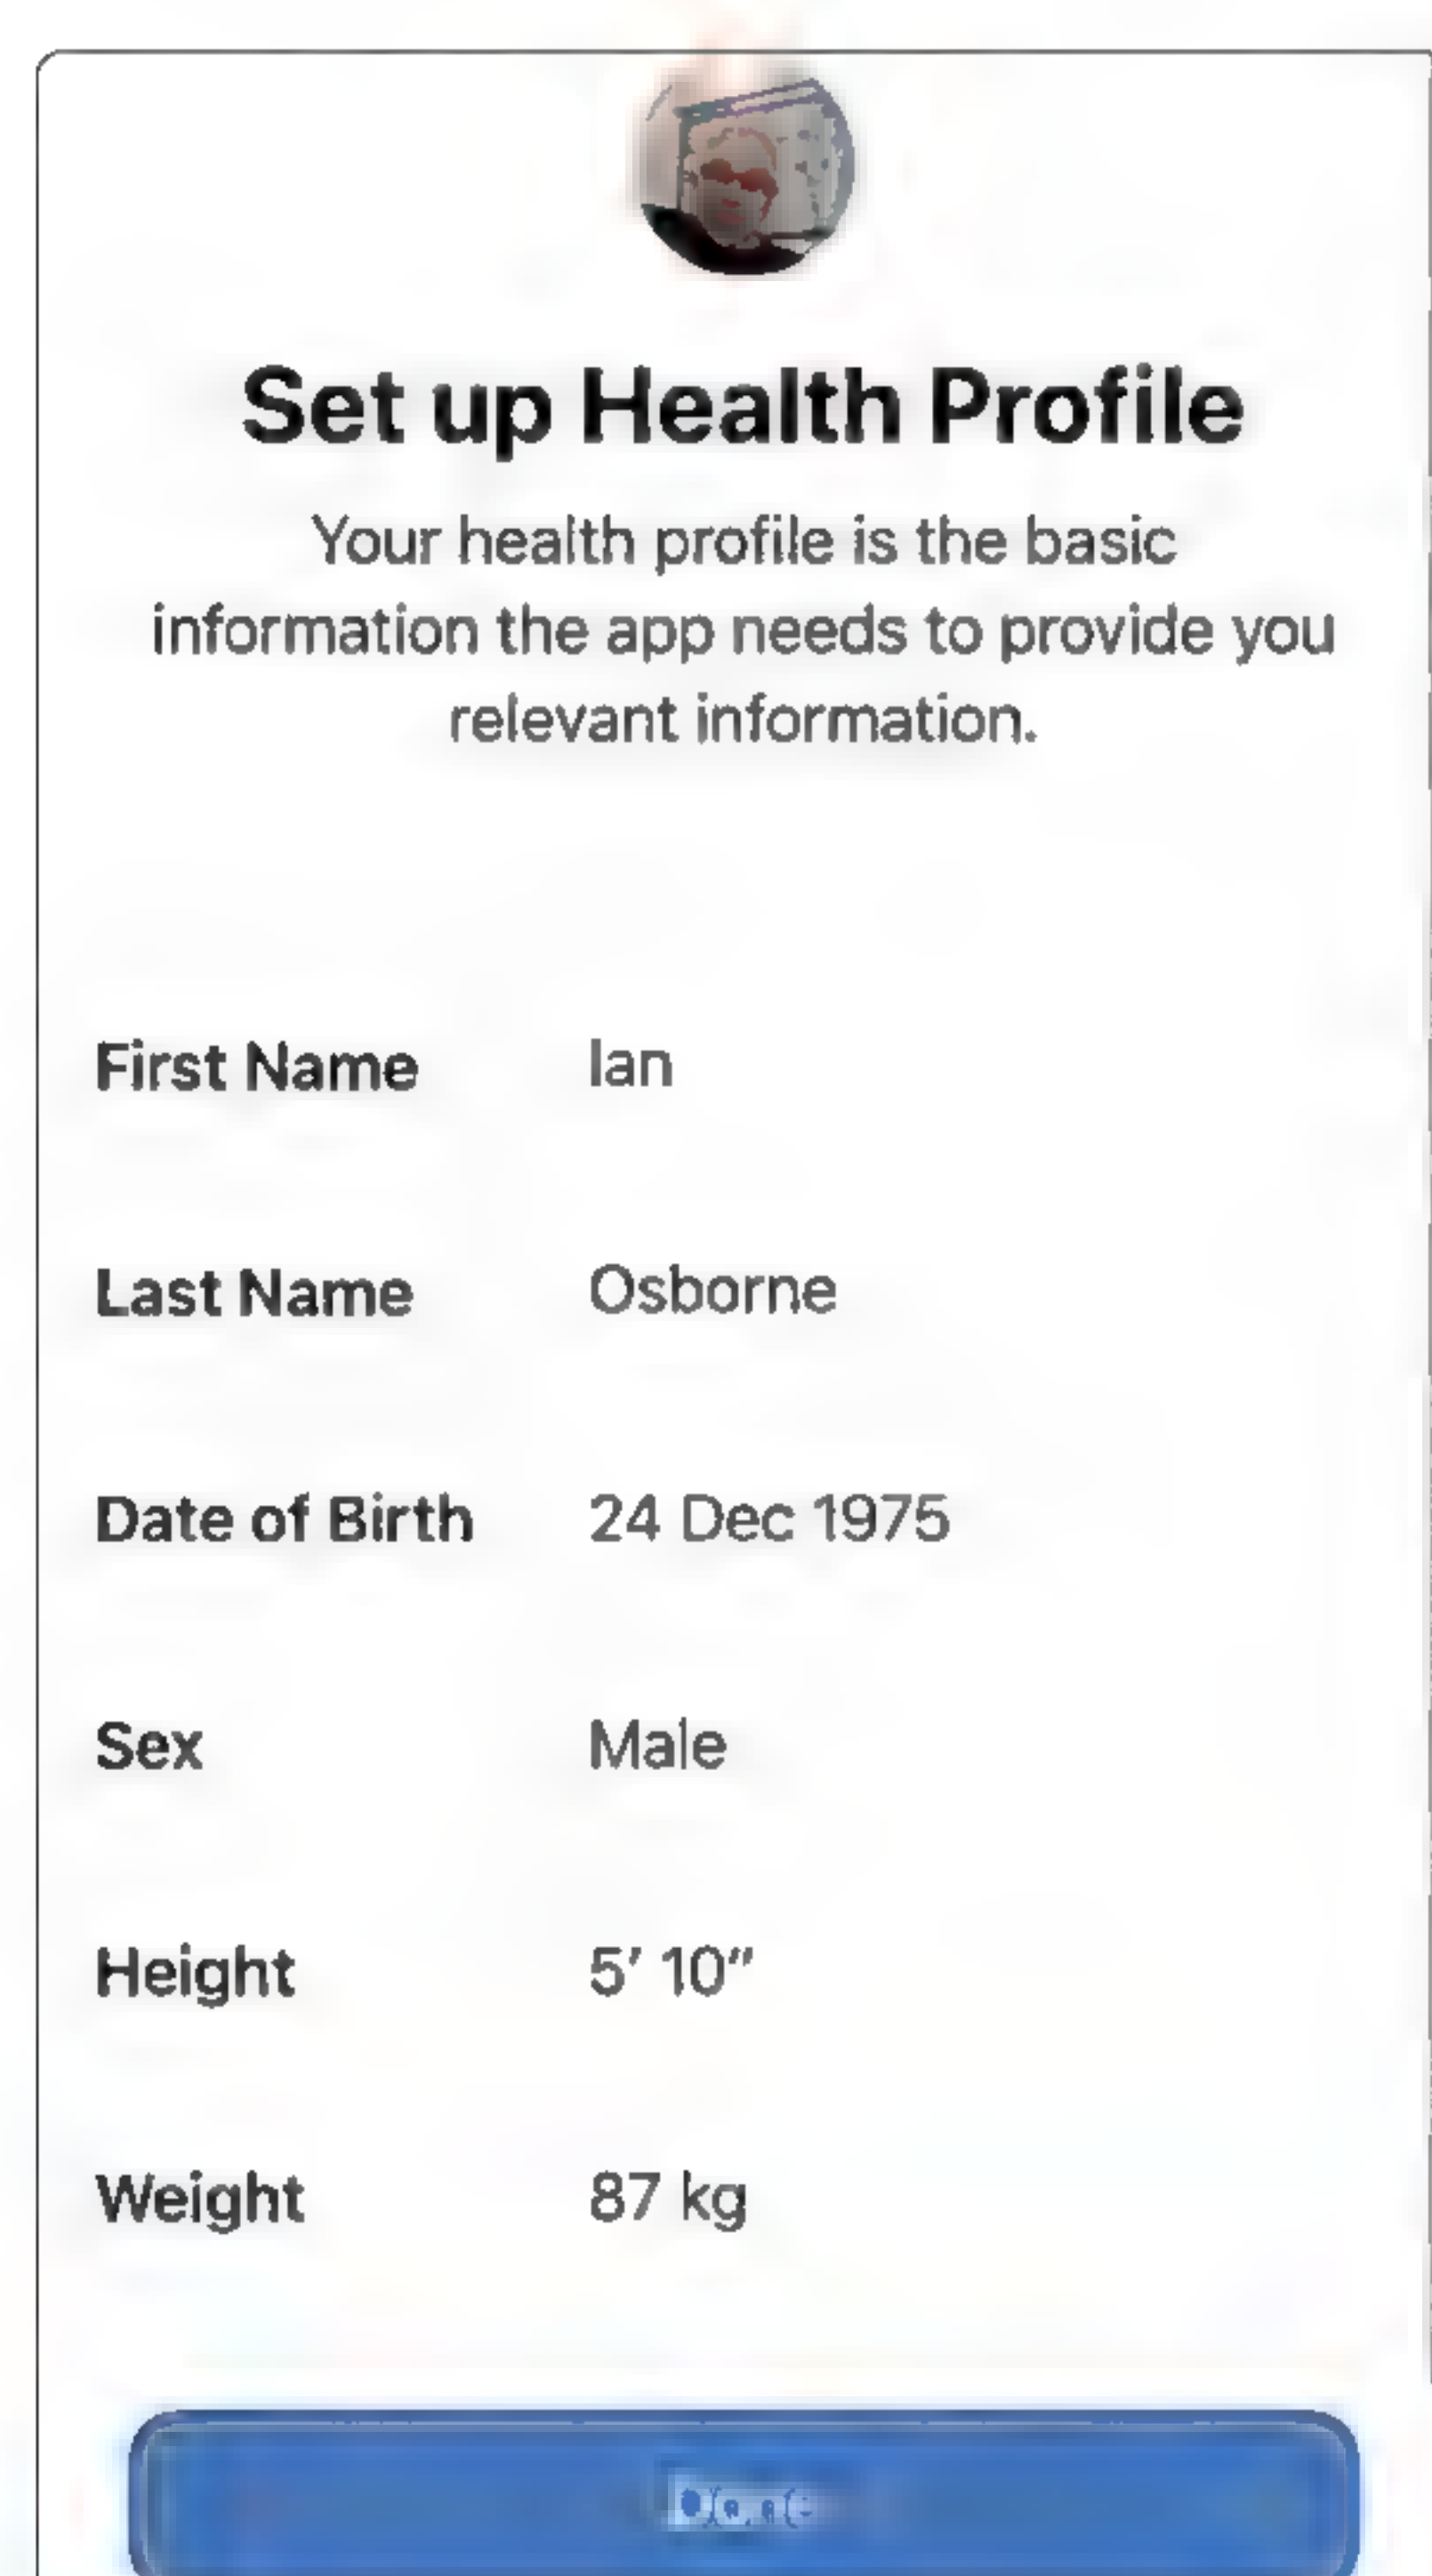 Set up Health Profile
Your health profile is the basic
information the app needs to provide you
relevant information.
First Name Ian
Last Name Osborne
Date of Birth 24 Dec 1975
Sex Male
Height 5′ 10″
Weight 87 kg